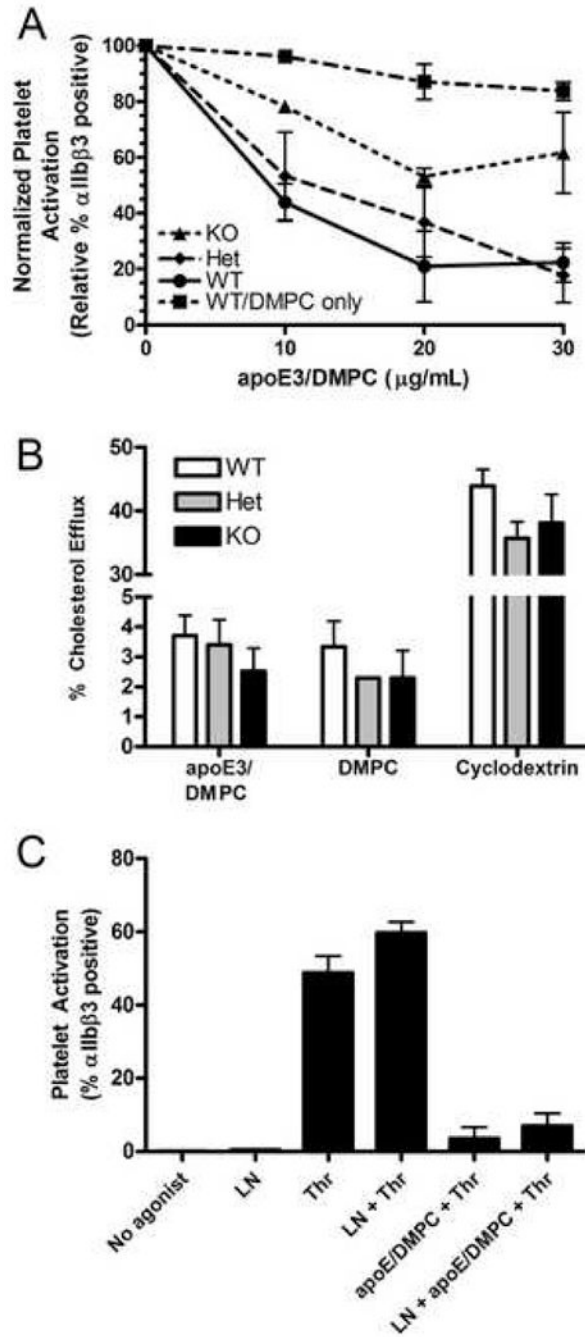 A
Normalized Platelet
Activation
(Relative % αIIbβ3 positive)
100
80
60
40
20
0
KO
Het
WT
WT/DMPC only
0
10
20
30
apoE3/DMPC (μg/mL)
B
% Cholesterol Efflux
50
40
30
5
4
3
2
1
0
WT
Het
KO
apoE3/
DMPC
DMPC
Cyclodextrin
C
Platelet Activation
(% αIIbβ3 positive)
80
60
40
20
0
No agonist
LN
Thr
LN + Thr
apoE/DMPC + Thr
LN + apoE/DMPC + Thr